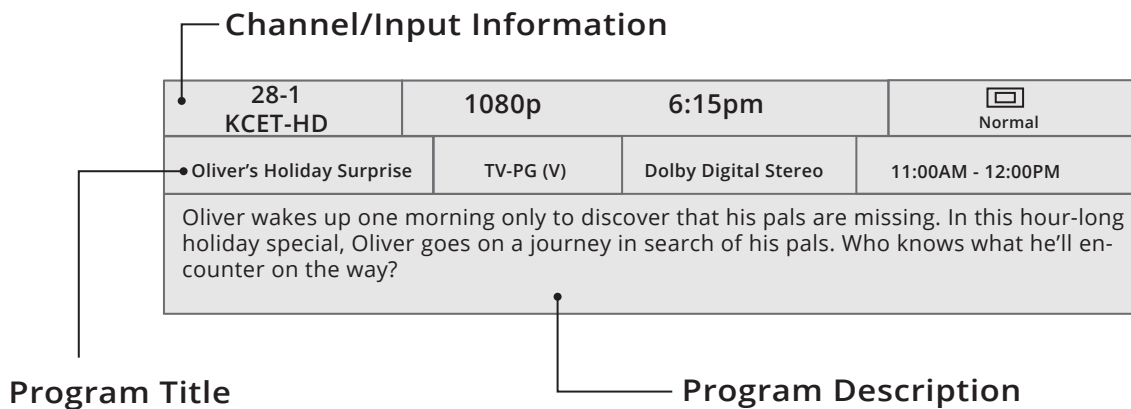 Channel/Input Information
28-1
KCET-HD
1080p
6:15pm
Normal
Oliver’s Holiday Surprise
TV-PG (V)
Dolby Digital Stereo
11:00AM - 12:00PM
Oliver wakes up one morning only to discover that his pals are missing. In this hour-long
holiday special, Oliver goes on a journey in search of his pals. Who knows what he’ll en-
counter on the way?
Program Title
Program Description